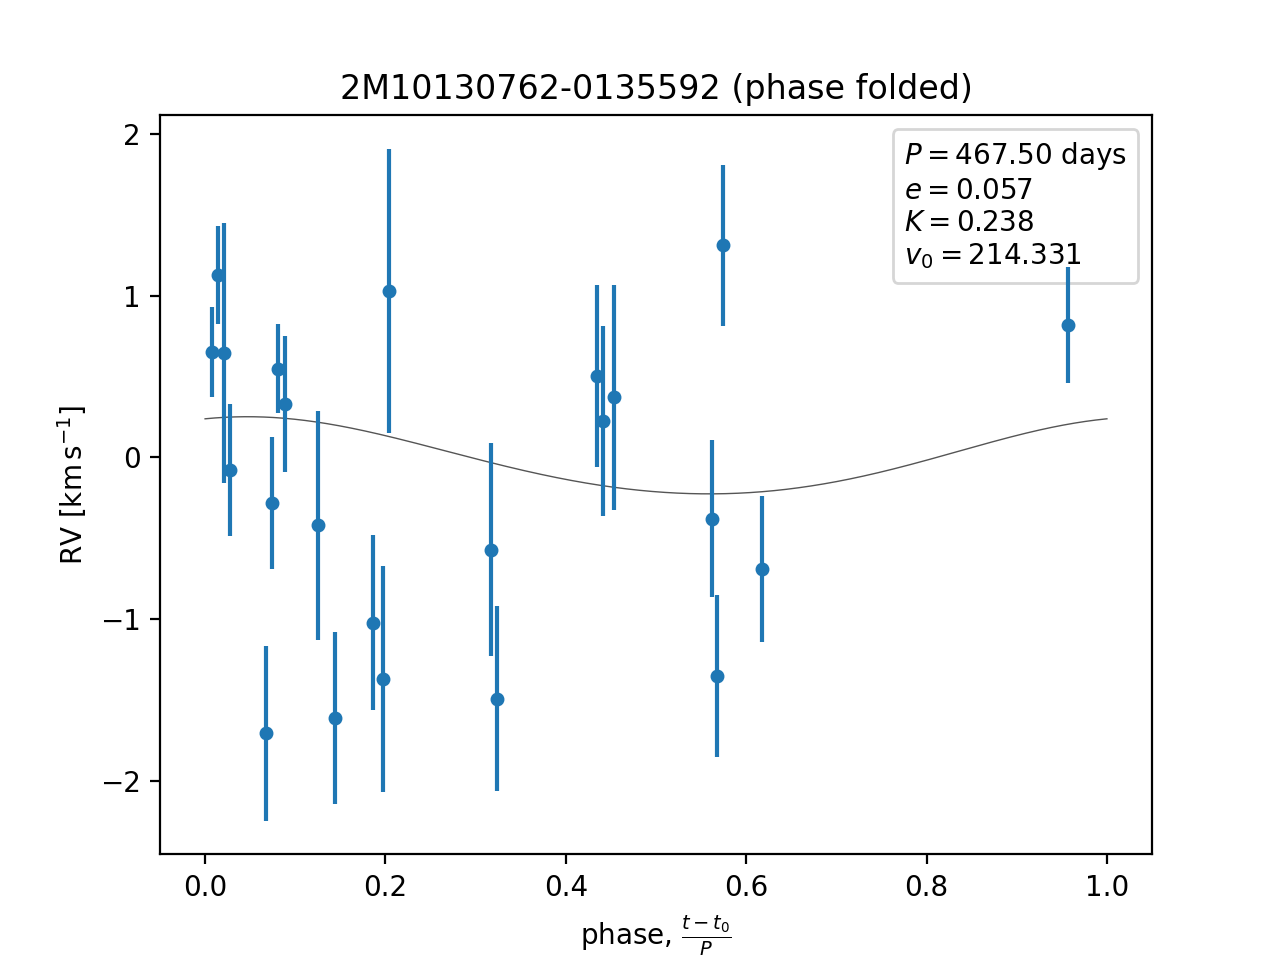 2M10130762-0135592 (phase folded)
P = 467.50 days
e = 0.057
K = 0.238
v₀ = 214.331
RV [km s⁻¹]
2
1
0
−1
−2
0.0 0.2 0.4 0.6 0.8 1.0
phase, (t − t₀)/P